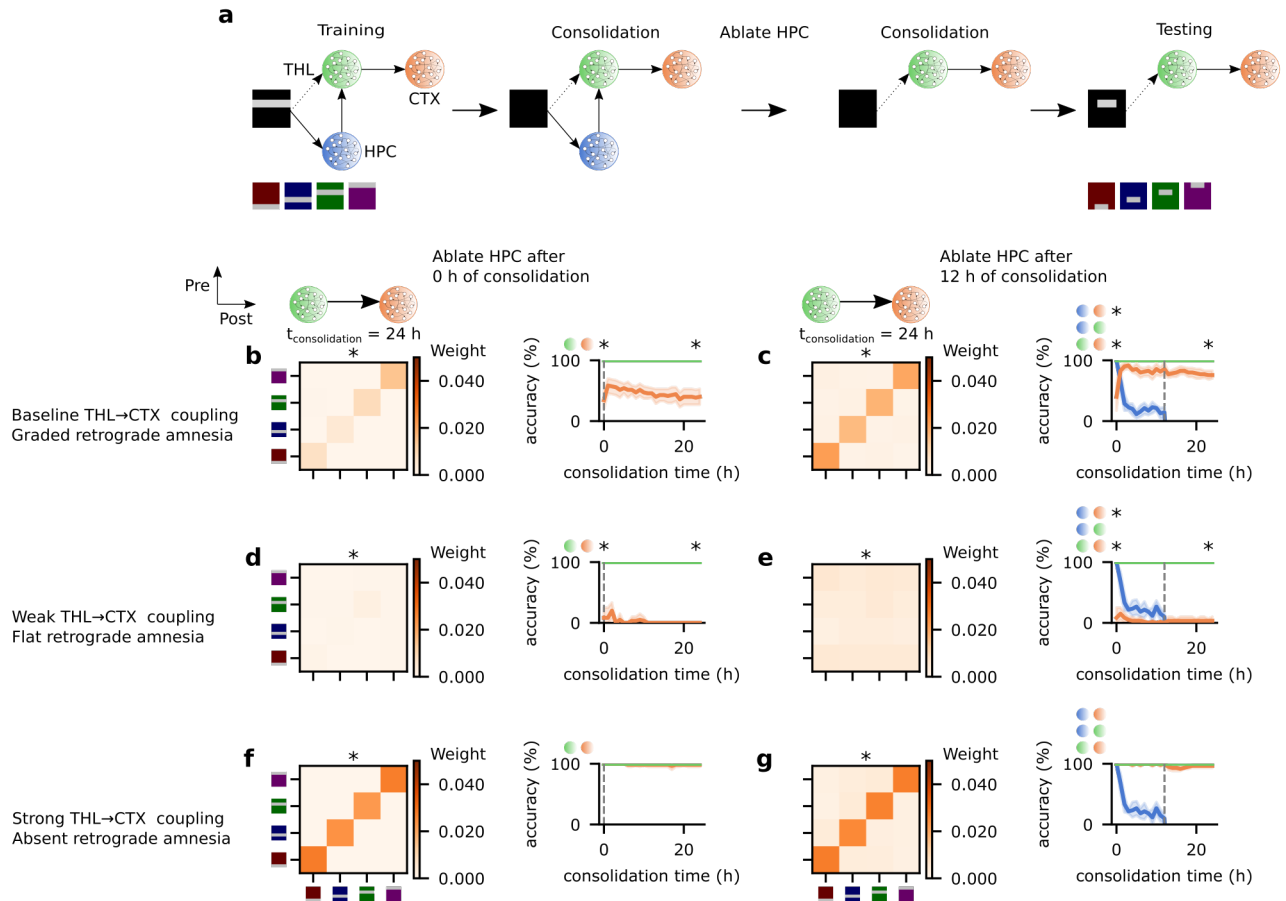 a
Training
Consolidation
Ablate HPC
Consolidation
Testing
THL
CTX
HPC
Pre
Post
Ablate HPC after
0 h of consolidation
Ablate HPC after
12 h of consolidation
t_consolidation = 24 h
t_consolidation = 24 h
Baseline THL→CTX coupling
Graded retrograde amnesia
b
*
Weight
0.040
0.020
0.000
* *
accuracy (%)
100
0
0 20
consolidation time (h)
c
*
Weight
0.040
0.020
0.000
*
* *
accuracy (%)
100
0
0 20
consolidation time (h)
Weak THL→CTX coupling
Flat retrograde amnesia
d
*
Weight
0.040
0.020
0.000
* *
accuracy (%)
100
0
0 20
consolidation time (h)
e
*
Weight
0.040
0.020
0.000
*
* *
accuracy (%)
100
0
0 20
consolidation time (h)
Strong THL→CTX coupling
Absent retrograde amnesia
f
*
Weight
0.040
0.020
0.000
accuracy (%)
100
0
0 20
consolidation time (h)
g
*
Weight
0.040
0.020
0.000
accuracy (%)
100
0
0 20
consolidation time (h)